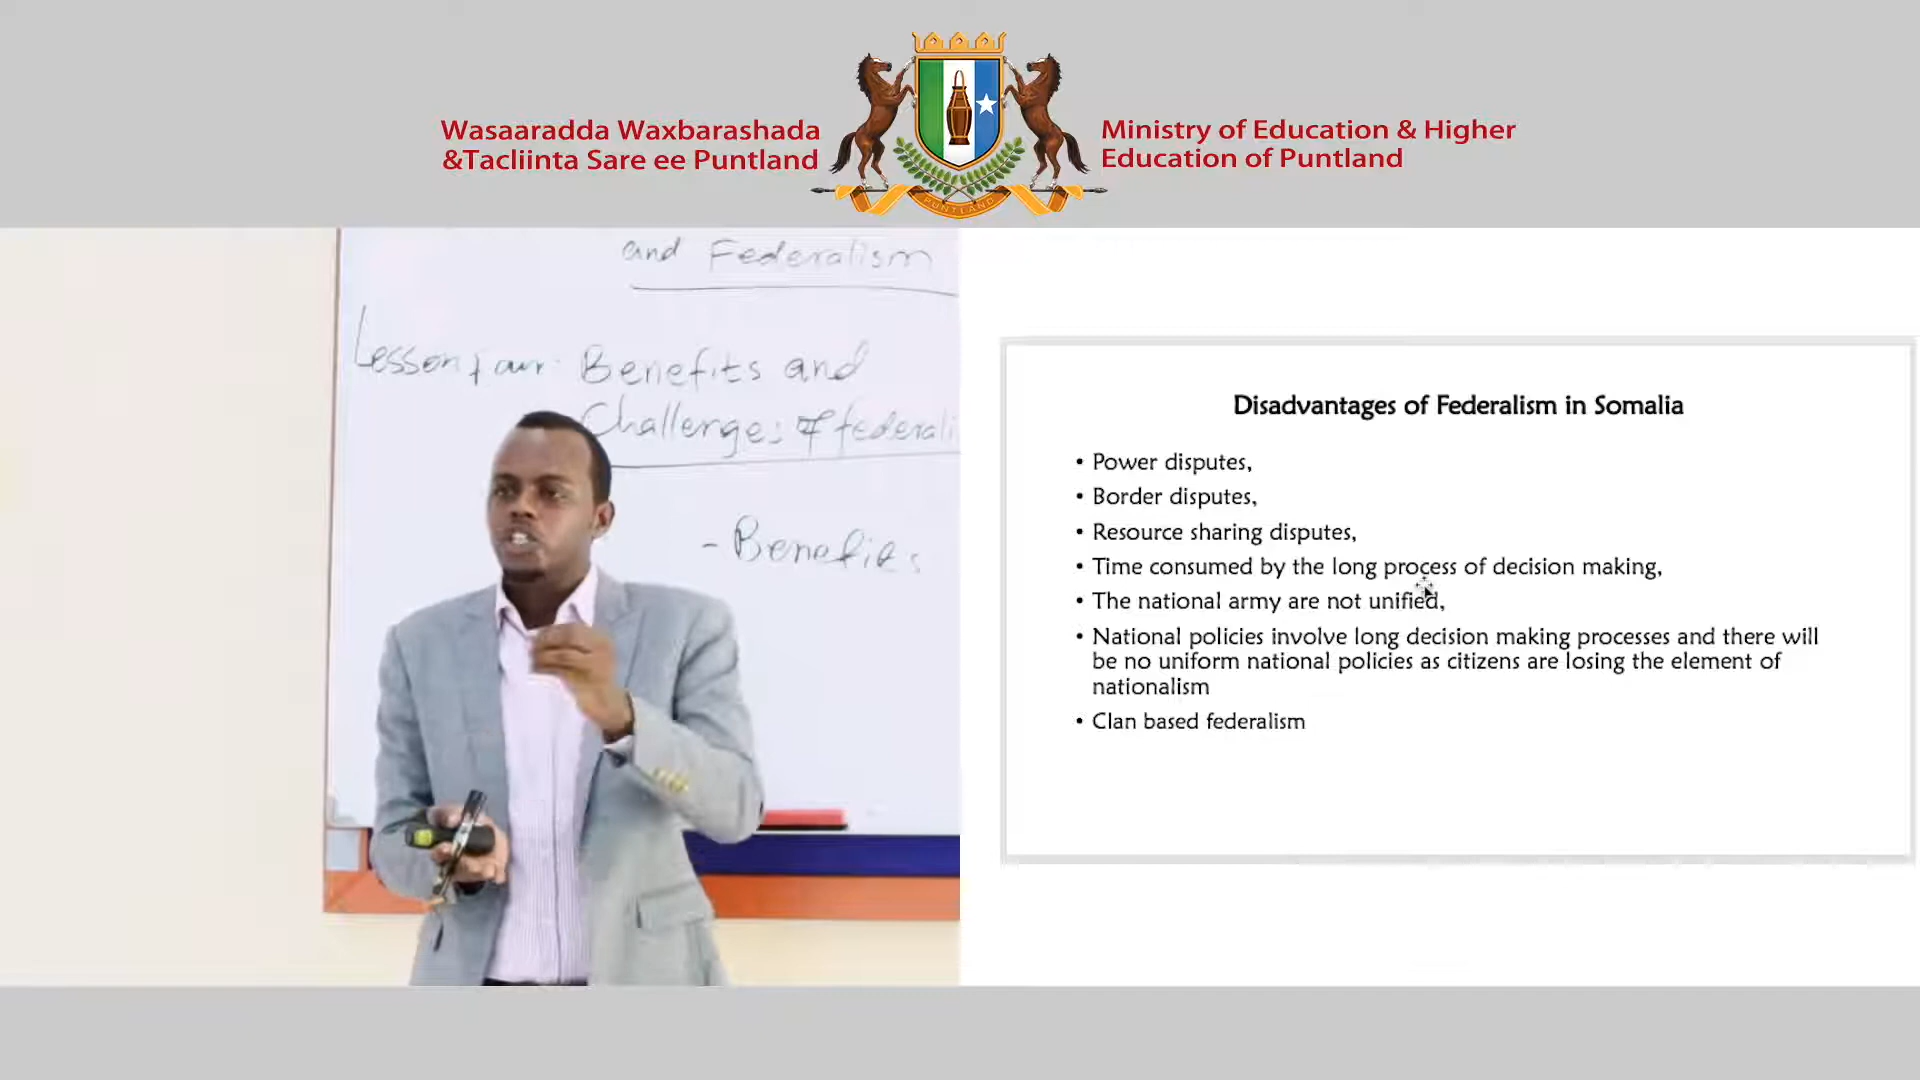 Wasaaradda Waxbarashada
&Tacliinta Sare ee Puntland
PUNTLAND
Ministry of Education & Higher
Education of Puntland
and Federalism
Lesson four: Benefits and
Challenges of federali
- Benefits
Disadvantages of Federalism in Somalia
• Power disputes,
• Border disputes,
• Resource sharing disputes,
• Time consumed by the long process of decision making,
• The national army are not unified,
• National policies involve long decision making processes and there will
be no uniform national policies as citizens are losing the element of
nationalism
• Clan based federalism